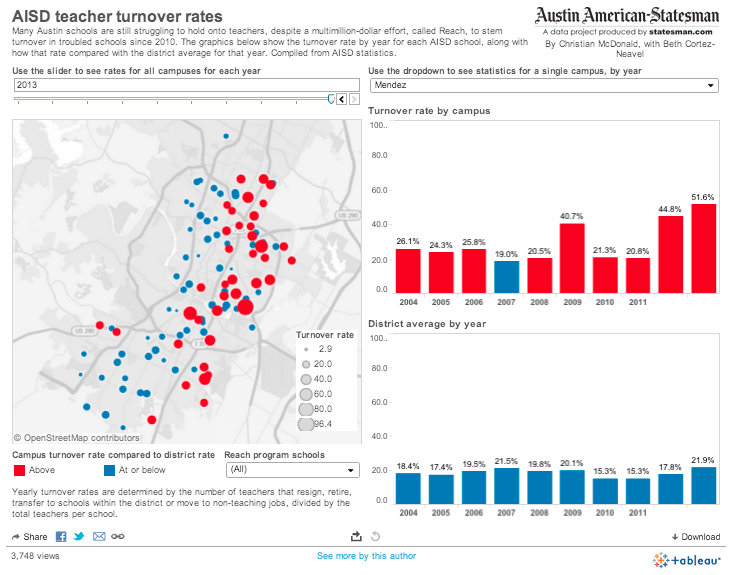 AISD teacher turnover rates
Many Austin schools are still struggling to hold onto teachers, despite a multimillion-dollar effort, called Reach, to stem
turnover in troubled schools since 2010. The graphics below show the turnover rate by year for each AISD school, along with
how that rate compared with the district average for that year. Compiled from AISD statistics.
Austin American-Statesman
A data project produced by statesman.com
By Christian McDonald, with Beth Cortez-
Neavel
Use the slider to see rates for all campuses for each year
2013
Use the dropdown to see statistics for a single campus, by year
Mendez
US 290
US 290
Turnover rate
2.9
20.0
40.0
60.0
80.0
96.4
© OpenStreetMap contributors
Turnover rate by campus
100..
80.0
60.0
40.0
20.0
0.0
26.1%
24.3%
25.8%
19.0%
20.5%
40.7%
21.3%
20.8%
44.8%
51.6%
2004
2005
2006
2007
2008
2009
2010
2011
District average by year
100..
80.0
60.0
40.0
20.0
0.0
18.4%
17.4%
19.5%
21.5%
19.8%
20.1%
15.3%
15.3%
17.8%
21.9%
2004
2005
2006
2007
2008
2009
2010
2011
Campus turnover rate compared to district rate
Above
At or below
Reach program schools
(All)
Yearly turnover rates are determined by the number of teachers that resign, retire,
transfer to schools within the district or move to non-teaching jobs, divided by the
total teachers per school.
Share
Download
3,748 views
See more by this author
+ableau